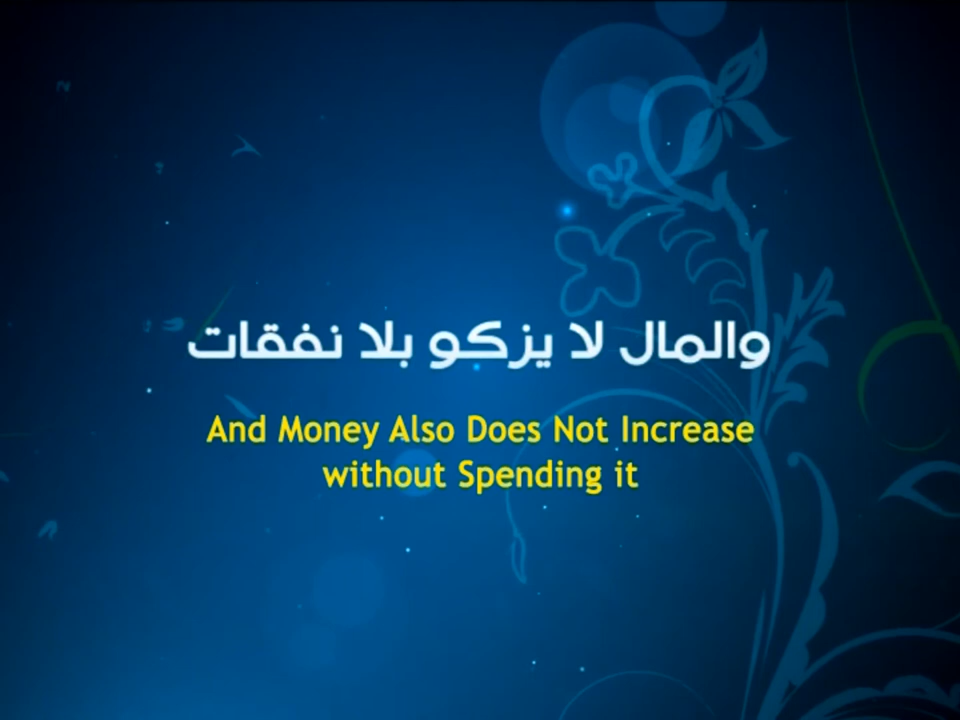 والمال لا يزكو بلا نفقات
And Money Also Does Not Increase
without Spending it